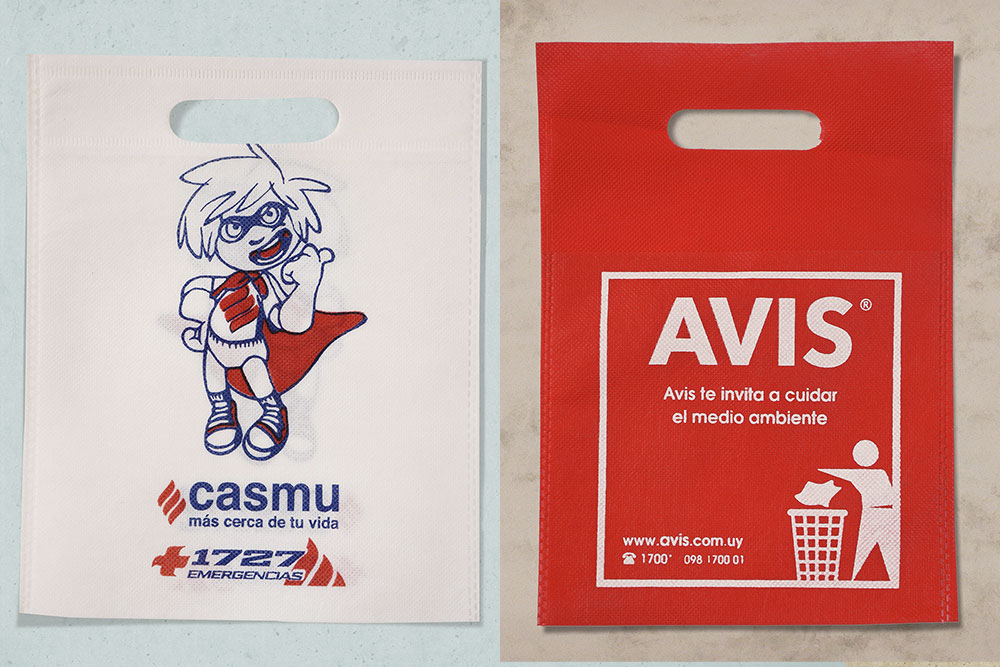 casmu
más cerca de tu vida
1727
EMERGENCIAS
AVIS®
Avis te invita a cuidar
el medio ambiente
www.avis.com.uy
☎ 1700* 098 1700 01